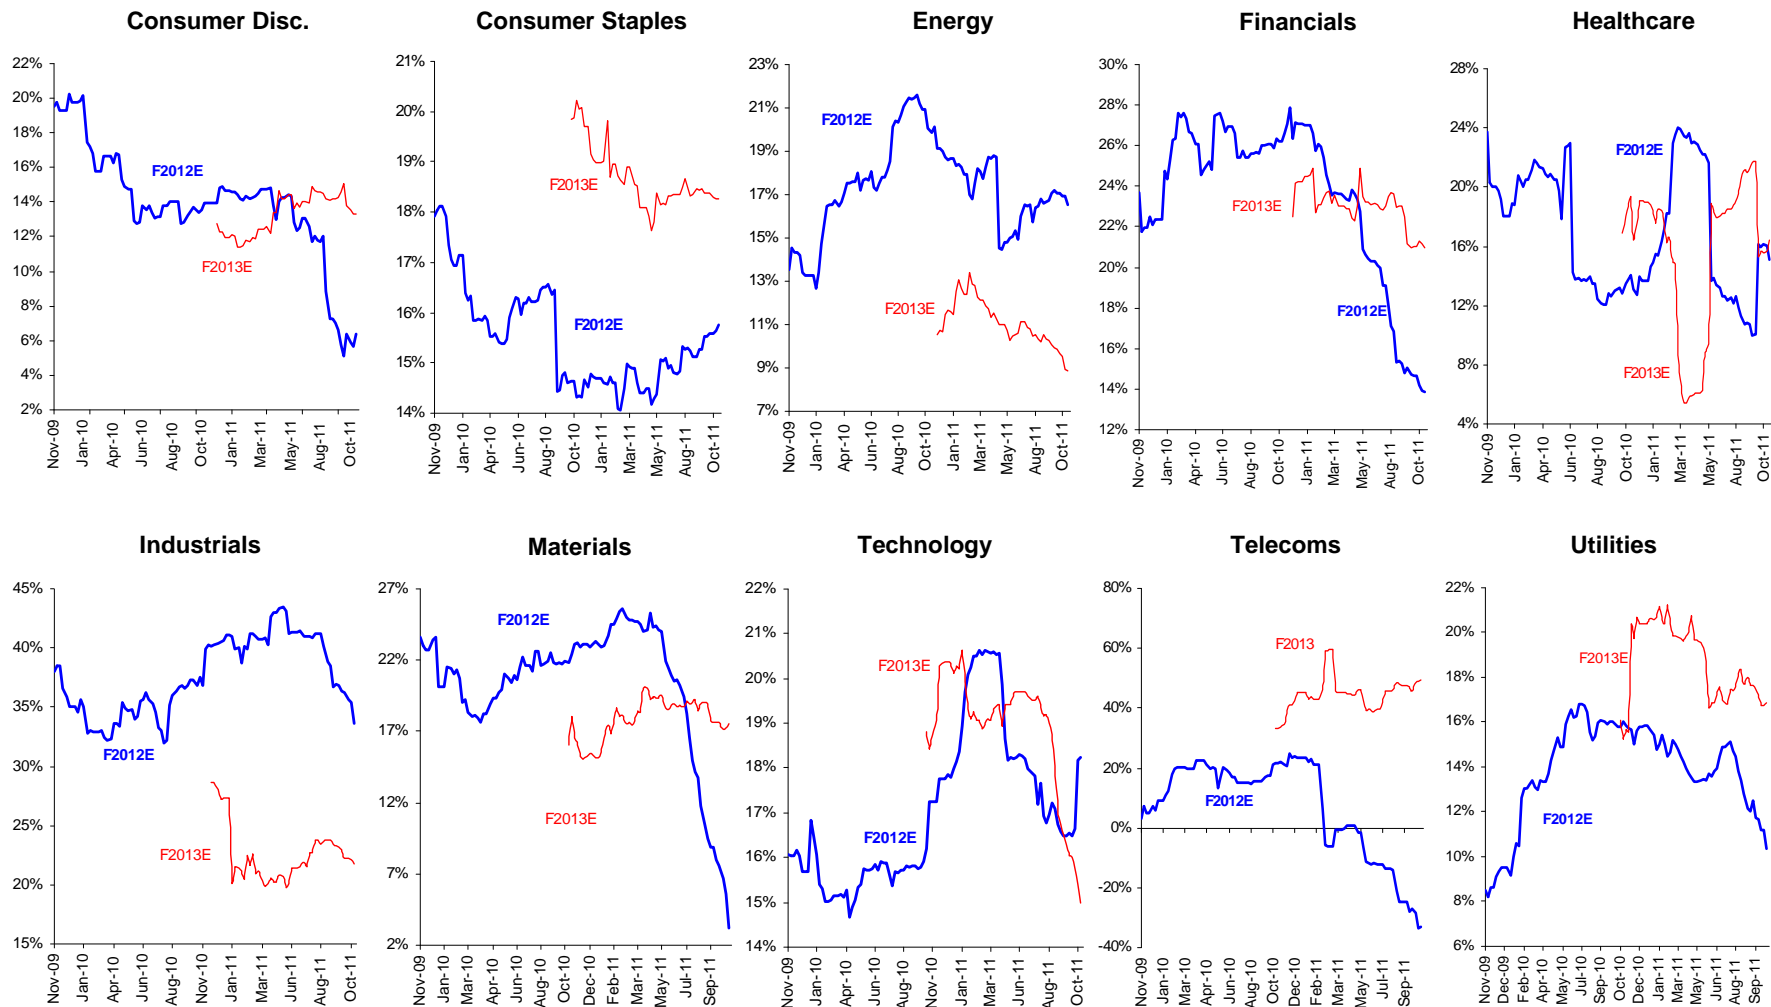 Consumer Disc.
22%
20%
18%
16%
14%
12%
10%
8%
6%
4%
2%
F2012E
F2013E
Nov-09
Jan-10
Apr-10
Jun-10
Aug-10
Oct-10
Jan-11
Mar-11
May-11
Aug-11
Oct-11
Consumer Staples
21%
20%
19%
18%
17%
16%
15%
14%
F2013E
F2012E
Nov-09
Jan-10
Apr-10
Jun-10
Aug-10
Oct-10
Jan-11
Mar-11
May-11
Aug-11
Oct-11
Energy
23%
21%
19%
17%
15%
13%
11%
9%
7%
F2012E
F2013E
Nov-09
Jan-10
Apr-10
Jun-10
Aug-10
Oct-10
Jan-11
Mar-11
May-11
Aug-11
Oct-11
Financials
30%
28%
26%
24%
22%
20%
18%
16%
14%
12%
F2013E
F2012E
Nov-09
Jan-10
Apr-10
Jun-10
Aug-10
Oct-10
Jan-11
Mar-11
May-11
Aug-11
Oct-11
Healthcare
28%
24%
20%
16%
12%
8%
4%
F2012E
F2013E
Nov-09
Jan-10
Apr-10
Jun-10
Aug-10
Oct-10
Jan-11
Mar-11
May-11
Aug-11
Oct-11
Industrials
45%
40%
35%
30%
25%
20%
15%
F2012E
F2013E
Nov-09
Jan-10
Apr-10
Jun-10
Aug-10
Nov-10
Jan-11
Mar-11
Jun-11
Aug-11
Oct-11
Materials
27%
22%
17%
12%
7%
2%
F2012E
F2013E
Nov-09
Jan-10
Mar-10
Jun-10
Aug-10
Oct-10
Dec-10
Feb-11
May-11
Jul-11
Sep-11
Technology
22%
21%
20%
19%
18%
17%
16%
15%
14%
F2013E
F2012E
Nov-09
Jan-10
Apr-10
Jun-10
Aug-10
Nov-10
Jan-11
Mar-11
Jun-11
Aug-11
Oct-11
Telecoms
80%
60%
40%
20%
0%
-20%
-40%
F2013
F2012E
Nov-09
Jan-10
Mar-10
Jun-10
Aug-10
Oct-10
Dec-10
Feb-11
May-11
Jul-11
Sep-11
Utilities
22%
20%
18%
16%
14%
12%
10%
8%
6%
F2013E
F2012E
Nov-09
Dec-09
Feb-10
Apr-10
May-10
Jul-10
Sep-10
Oct-10
Dec-10
Jan-11
Mar-11
May-11
Jun-11
Aug-11
Sep-11